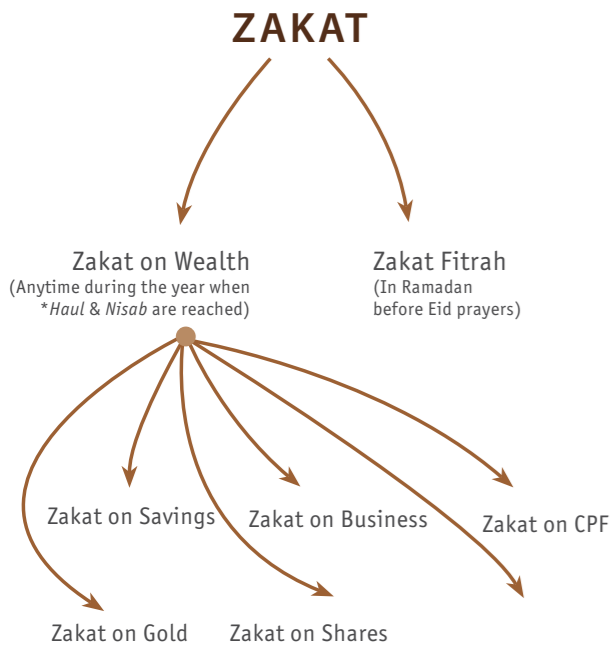 ZAKAT
Zakat on Wealth
(Anytime during the year when
*Haul & Nisab are reached)
Zakat Fitrah
(In Ramadan
before Eid prayers)
Zakat on Savings
Zakat on Business
Zakat on CPF
Zakat on Gold
Zakat on Shares